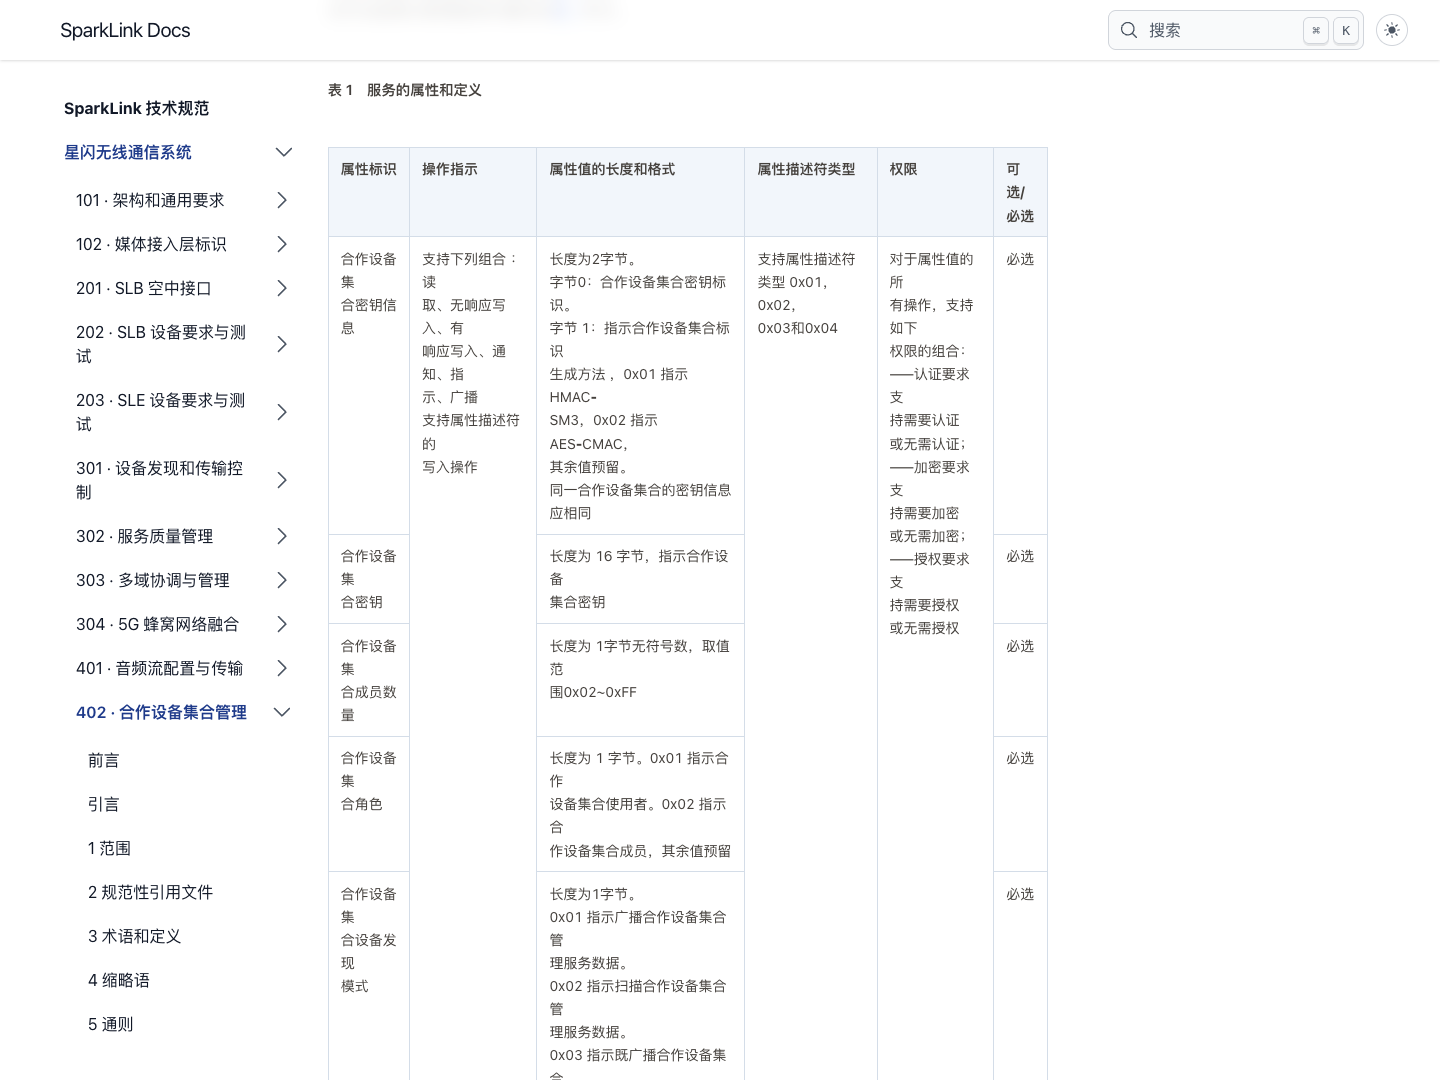 SparkLink Docs
搜索
⌘
K
SparkLink 技术规范
星闪无线通信系统
101 · 架构和通用要求
102 · 媒体接入层标识
201 · SLB 空中接口
202 · SLB 设备要求与测
试
203 · SLE 设备要求与测
试
301 · 设备发现和传输控
制
302 · 服务质量管理
303 · 多域协调与管理
304 · 5G 蜂窝网络融合
401 · 音频流配置与传输
402 · 合作设备集合管理
前言
引言
1 范围
2 规范性引用文件
3 术语和定义
4 缩略语
5 通则
表 1　服务的属性和定义
属性标识
操作指示
属性值的长度和格式
属性描述符类型
权限
可
选/
必选
合作设备
集
合密钥信
息
支持下列组合：
读
取、无响应写
入、有
响应写入、通
知、指
示、广播
支持属性描述符
的
写入操作
长度为2字节。
字节0：合作设备集合密钥标
识。
字节 1：指示合作设备集合标
识
生成方法 ，0x01 指示
HMAC-
SM3，0x02 指示
AES-CMAC，
其余值预留。
同一合作设备集合的密钥信息
应相同
支持属性描述符
类型 0x01，
0x02，
0x03和0x04
对于属性值的
所
有操作，支持
如下
权限的组合：
——认证要求
支
持需要认证
或无需认证；
——加密要求
支
持需要加密
或无需加密；
——授权要求
支
持需要授权
或无需授权
必选
合作设备
集
合密钥
长度为 16 字节，指示合作设
备
集合密钥
必选
合作设备
集
合成员数
量
长度为 1字节无符号数，取值
范
围0x02~0xFF
必选
合作设备
集
合角色
长度为 1 字节。0x01 指示合
作
设备集合使用者。0x02 指示
合
作设备集合成员，其余值预留
必选
合作设备
集
合设备发
现
模式
长度为1字节。
0x01 指示广播合作设备集合
管
理服务数据。
0x02 指示扫描合作设备集合
管
理服务数据。
0x03 指示既广播合作设备集
合
必选